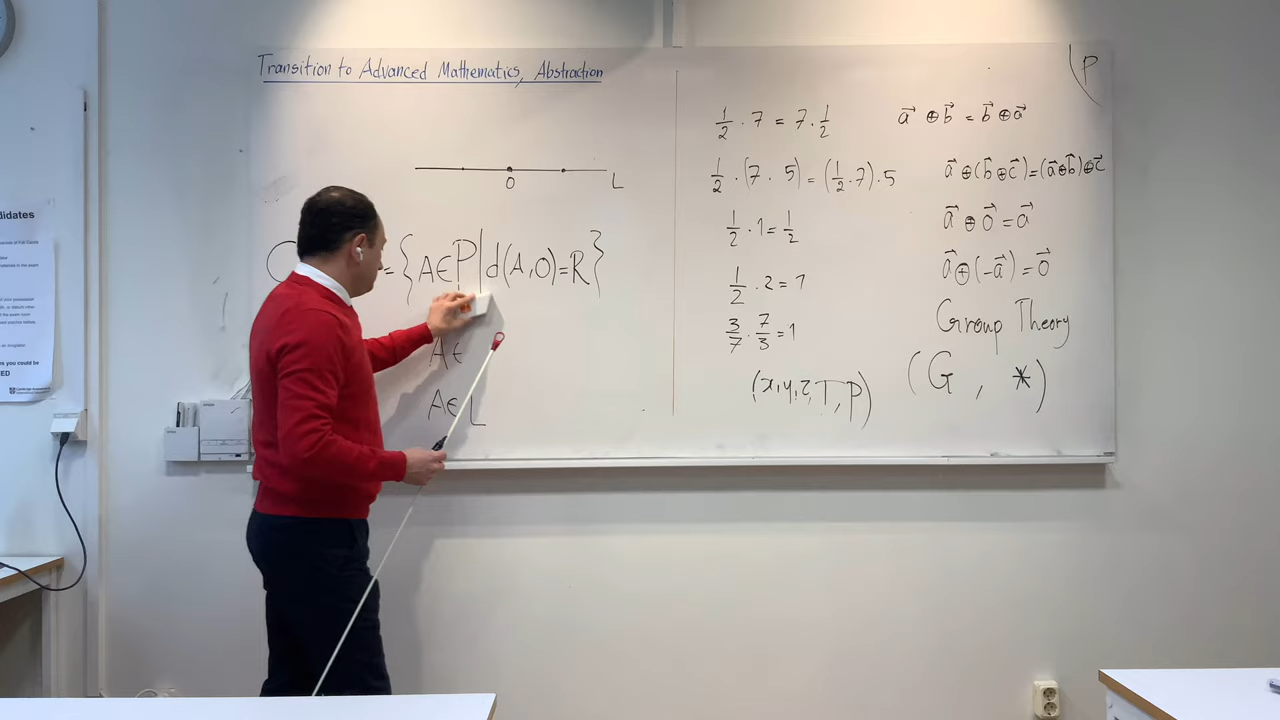 Transition to Advanced Mathematics, Abstraction
O L
C = {A∈P | d(A,O)=R}
A∈
A∈L
1/2 · 7 = 7 · 1/2
1/2 · (7 · 5) = (1/2 · 7) · 5
1/2 · 1 = 1/2
1/2 · 2 = 1
3/7 · 7/3 = 1
(x,y,z,T,P)
P
a⃗ ⊕ b⃗ = b⃗ ⊕ a⃗
a⃗ ⊕ (b⃗ ⊕ c⃗) = (a⃗ ⊕ b⃗) ⊕ c⃗
a⃗ ⊕ 0⃗ = a⃗
a⃗ ⊕ (-a⃗) = 0⃗
Group Theory
(G , *)
didates